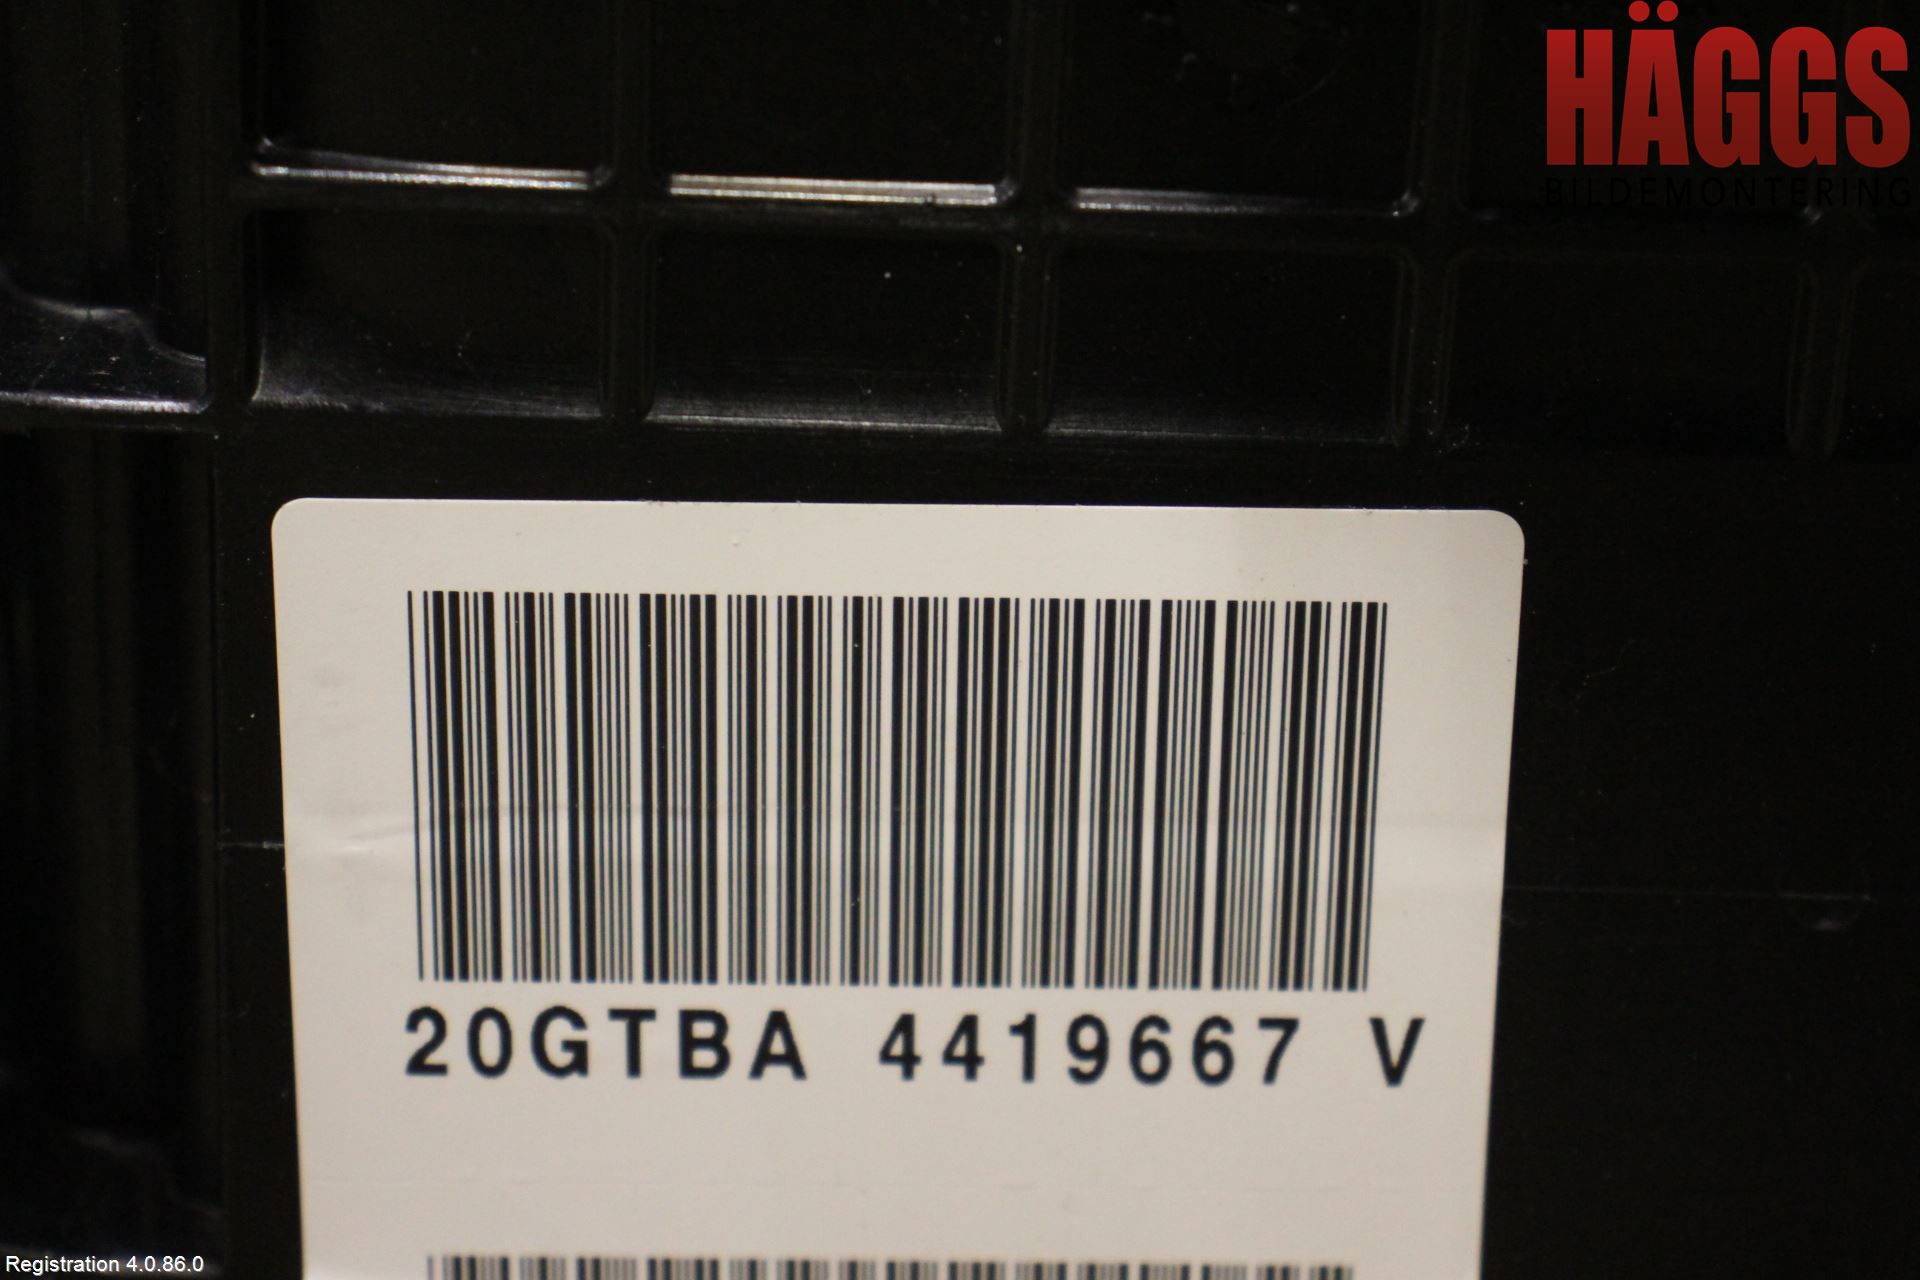 HÄGGS
BILDEMONTERING
20GTBA 4419667 V
Registration 4.0.86.0